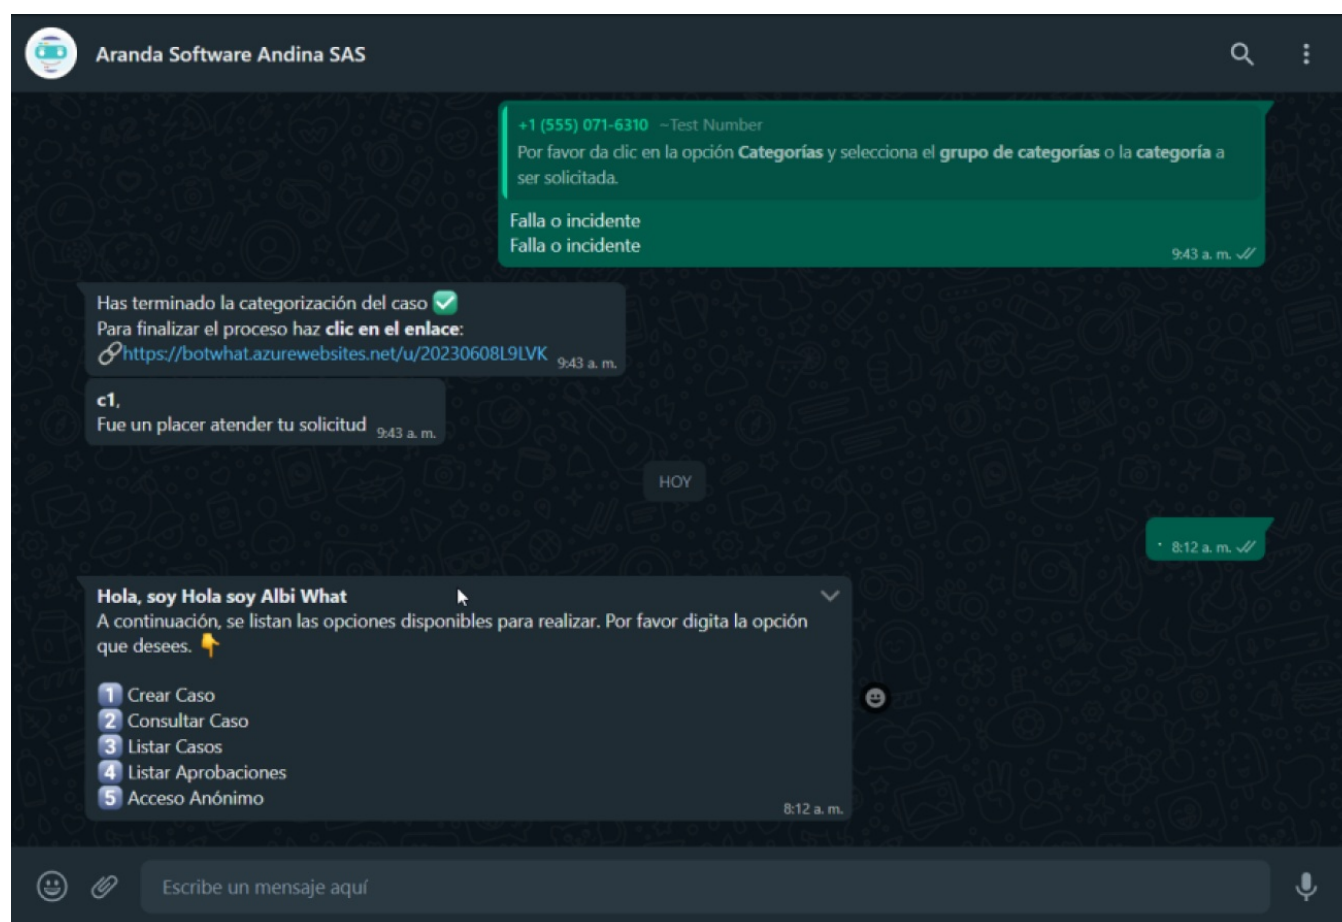 Aranda Software Andina SAS
+1 (555) 071-6310 ~Test Number
Por favor da clic en la opción Categorías y selecciona el grupo de categorías o la categoría a
ser solicitada.
Falla o incidente
Falla o incidente
9:43 a. m.
Has terminado la categorización del caso ✅
Para finalizar el proceso haz clic en el enlace:
🔗https://botwhat.azurewebsites.net/u/20230608L9LVK 9:43 a. m.
c1,
Fue un placer atender tu solicitud 9:43 a. m.
HOY
. 8:12 a. m.
Hola, soy Hola soy Albi What
A continuación, se listan las opciones disponibles para realizar. Por favor digita la opción
que desees. 👇
1️⃣ Crear Caso
2️⃣ Consultar Caso
3️⃣ Listar Casos
4️⃣ Listar Aprobaciones
5️⃣ Acceso Anónimo
8:12 a. m.
Escribe un mensaje aquí